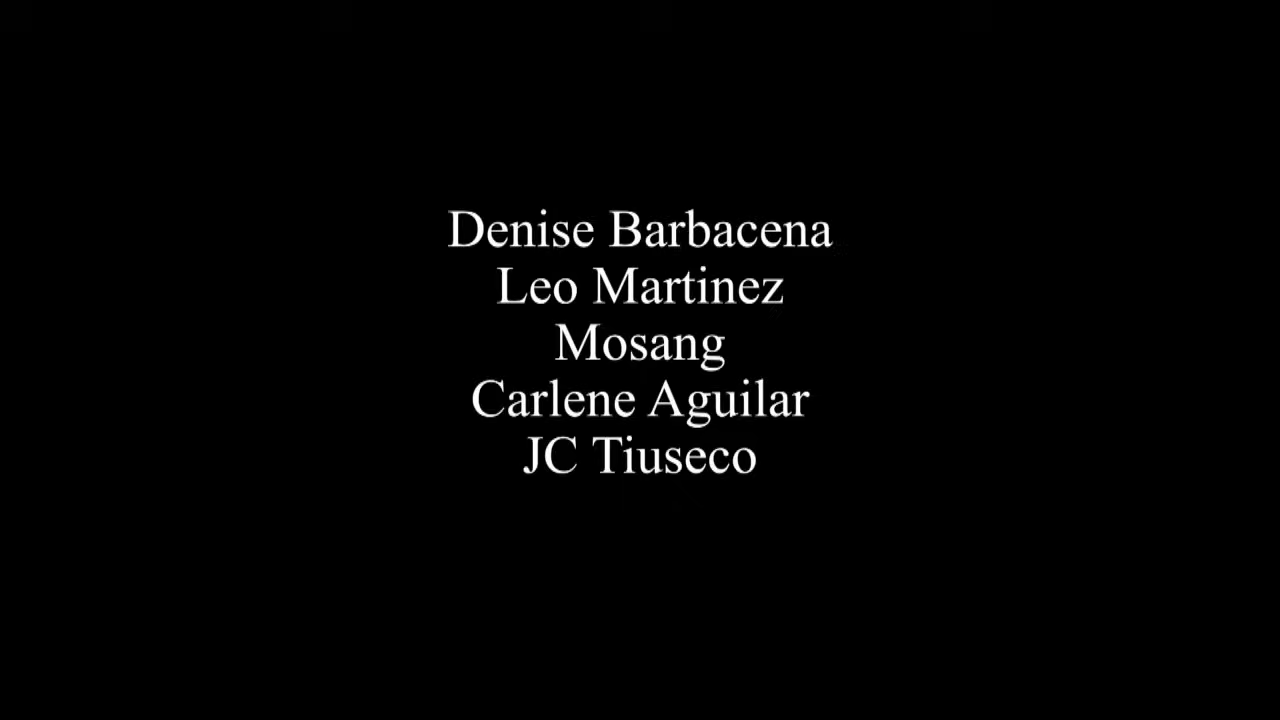 Denise Barbacena
Leo Martinez
Mosang
Carlene Aguilar
JC Tiuseco